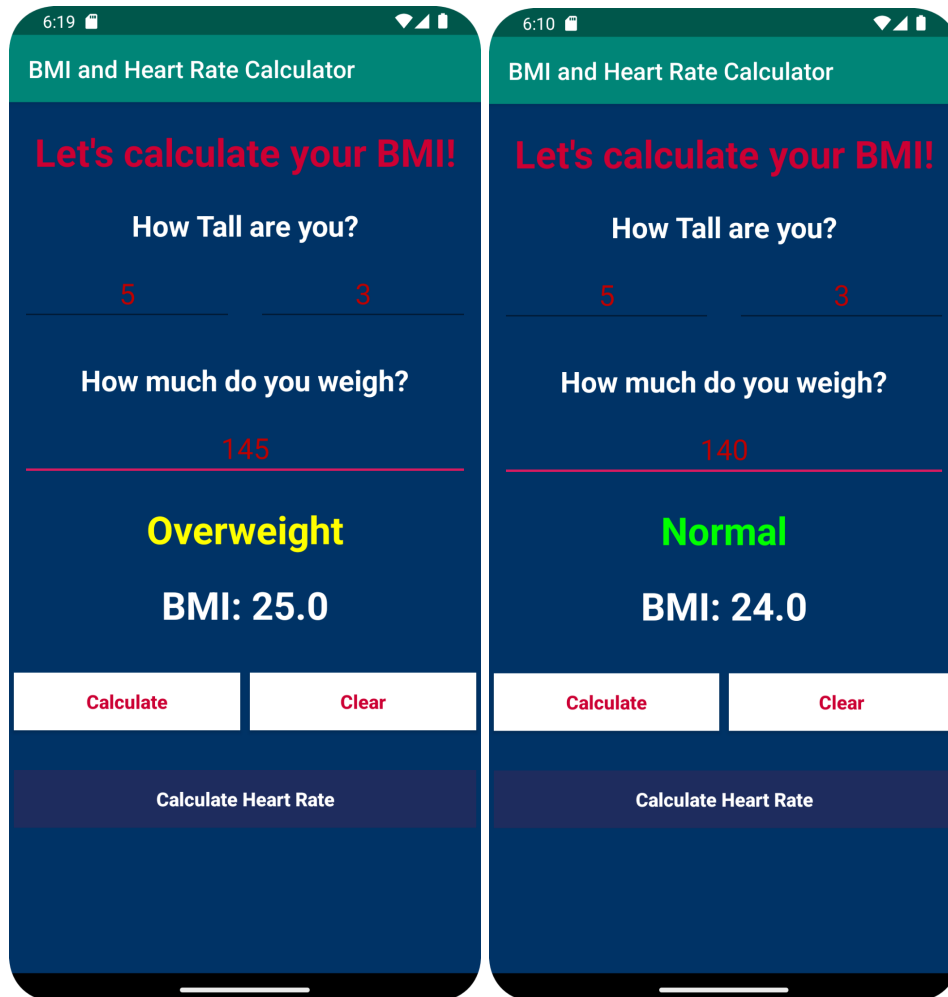 6:19
BMI and Heart Rate Calculator
Let's calculate your BMI!
How Tall are you?
5 3
How much do you weigh?
145
Overweight
BMI: 25.0
Calculate Clear
Calculate Heart Rate
6:10
BMI and Heart Rate Calculator
Let's calculate your BMI!
How Tall are you?
5 3
How much do you weigh?
140
Normal
BMI: 24.0
Calculate Clear
Calculate Heart Rate